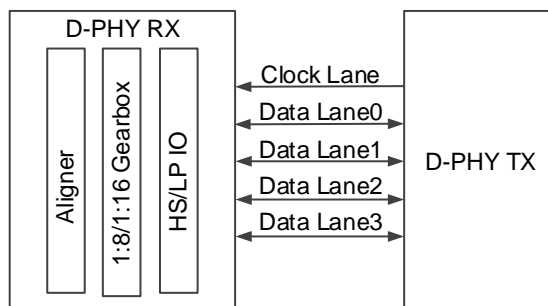 D-PHY RX
Aligner
1:8/1:16 Gearbox
HS/LP IO
Clock Lane
Data Lane0
Data Lane1
Data Lane2
Data Lane3
D-PHY TX